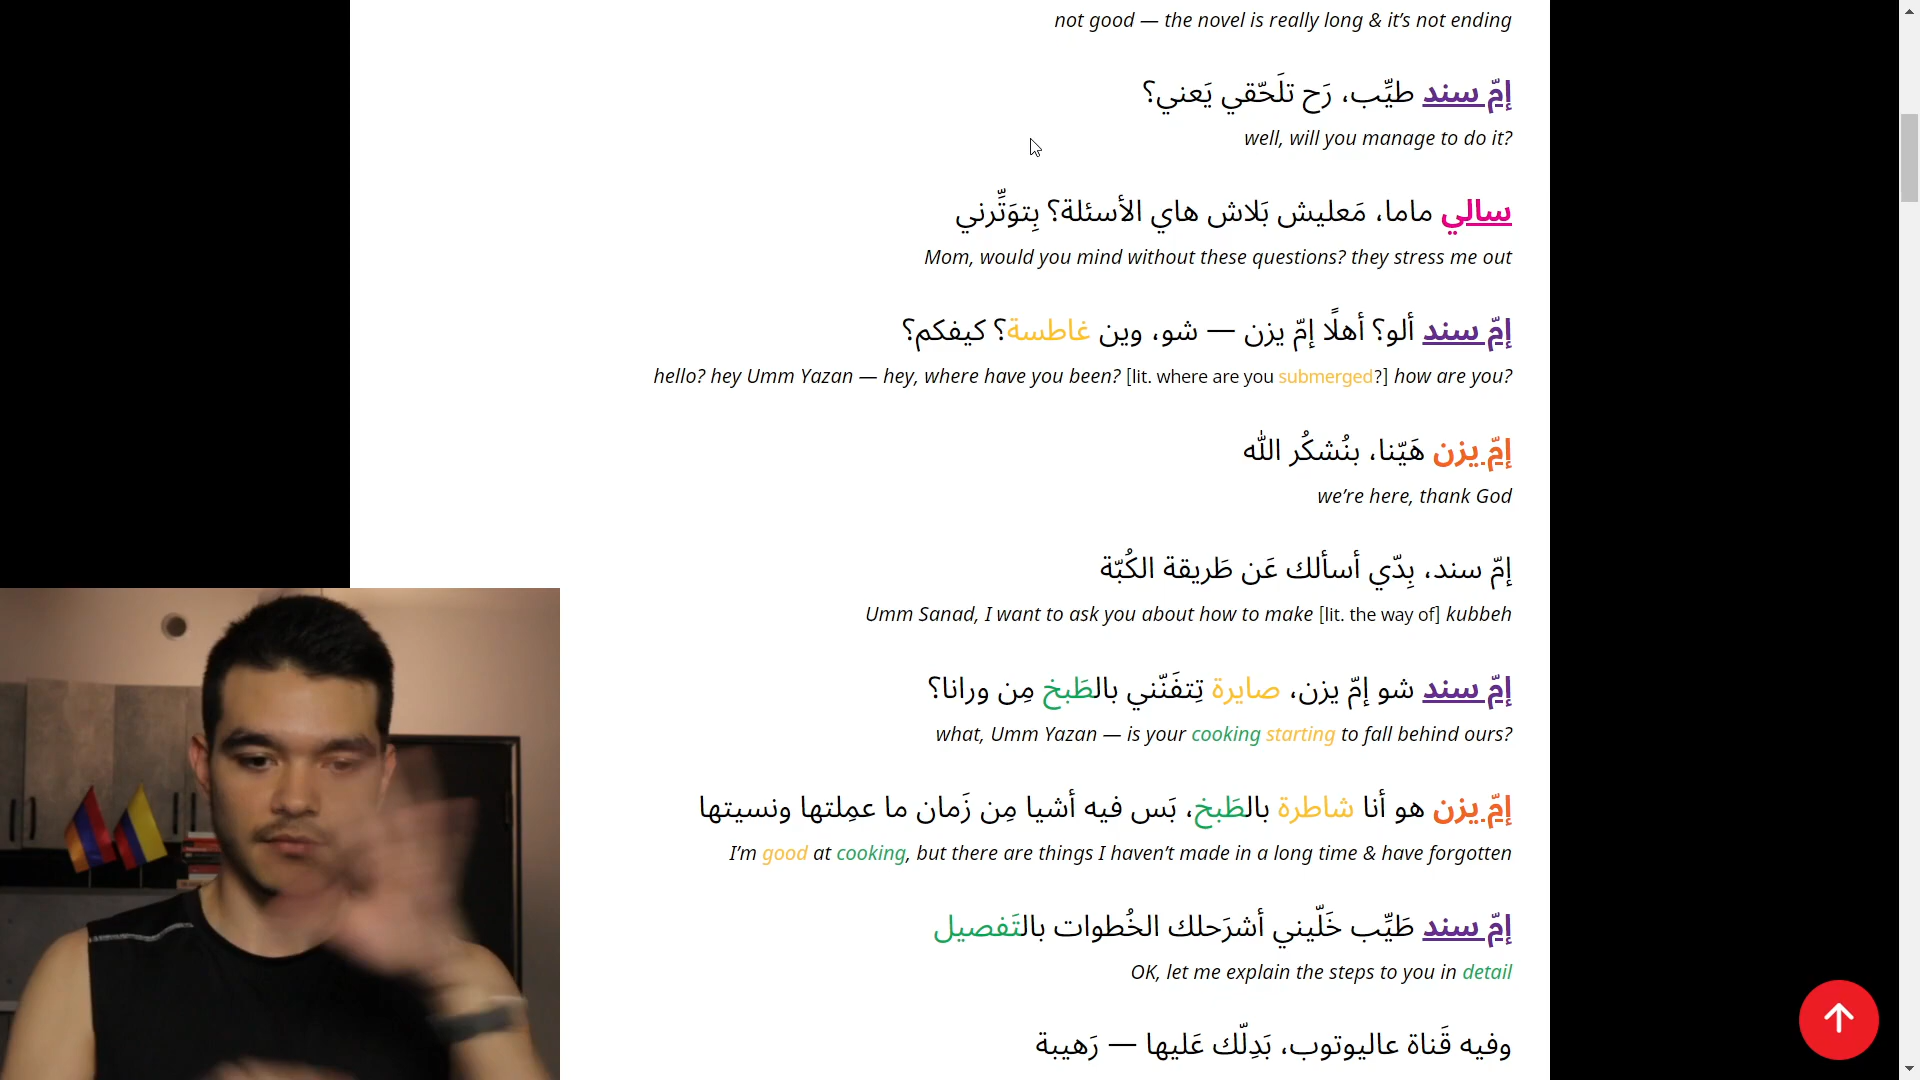 not good — the novel is really long & it's not ending
إمّ سند طيِّب، رَح تلَحّقي يَعني؟
well, will you manage to do it?
سالي ماما، مَعليش بَلاش هاي الأسئلة؟ بِتوَتِّرني
Mom, would you mind without these questions? they stress me out
إمّ سند ألو؟ أهلًا إمّ يزن — شو، وين غاطسة؟ كيفكم؟
hello? hey Umm Yazan — hey, where have you been? [lit. where are you submerged?] how are you?
إمّ يزن هَيّنا، بنُشكُر الله
we're here, thank God
إمّ سند، بِدّي أسألك عَن طَريقة الكُبّة
Umm Sanad, I want to ask you about how to make [lit. the way of] kubbeh
إمّ سند شو إمّ يزن، صايرة تِتفَنّني بالطَبخ مِن ورانا؟
what, Umm Yazan — is your cooking starting to fall behind ours?
إمّ يزن هو أنا شاطرة بالطَبخ، بَس فيه أشيا مِن زَمان ما عمِلتها ونسيتها
I'm good at cooking, but there are things I haven't made in a long time & have forgotten
إمّ سند طَيِّب خَلّيني أشرَحلك الخُطوات بالتَفصيل
OK, let me explain the steps to you in detail
وفيه قَناة عاليوتوب، بَدِلّك عَليها — رَهيبة